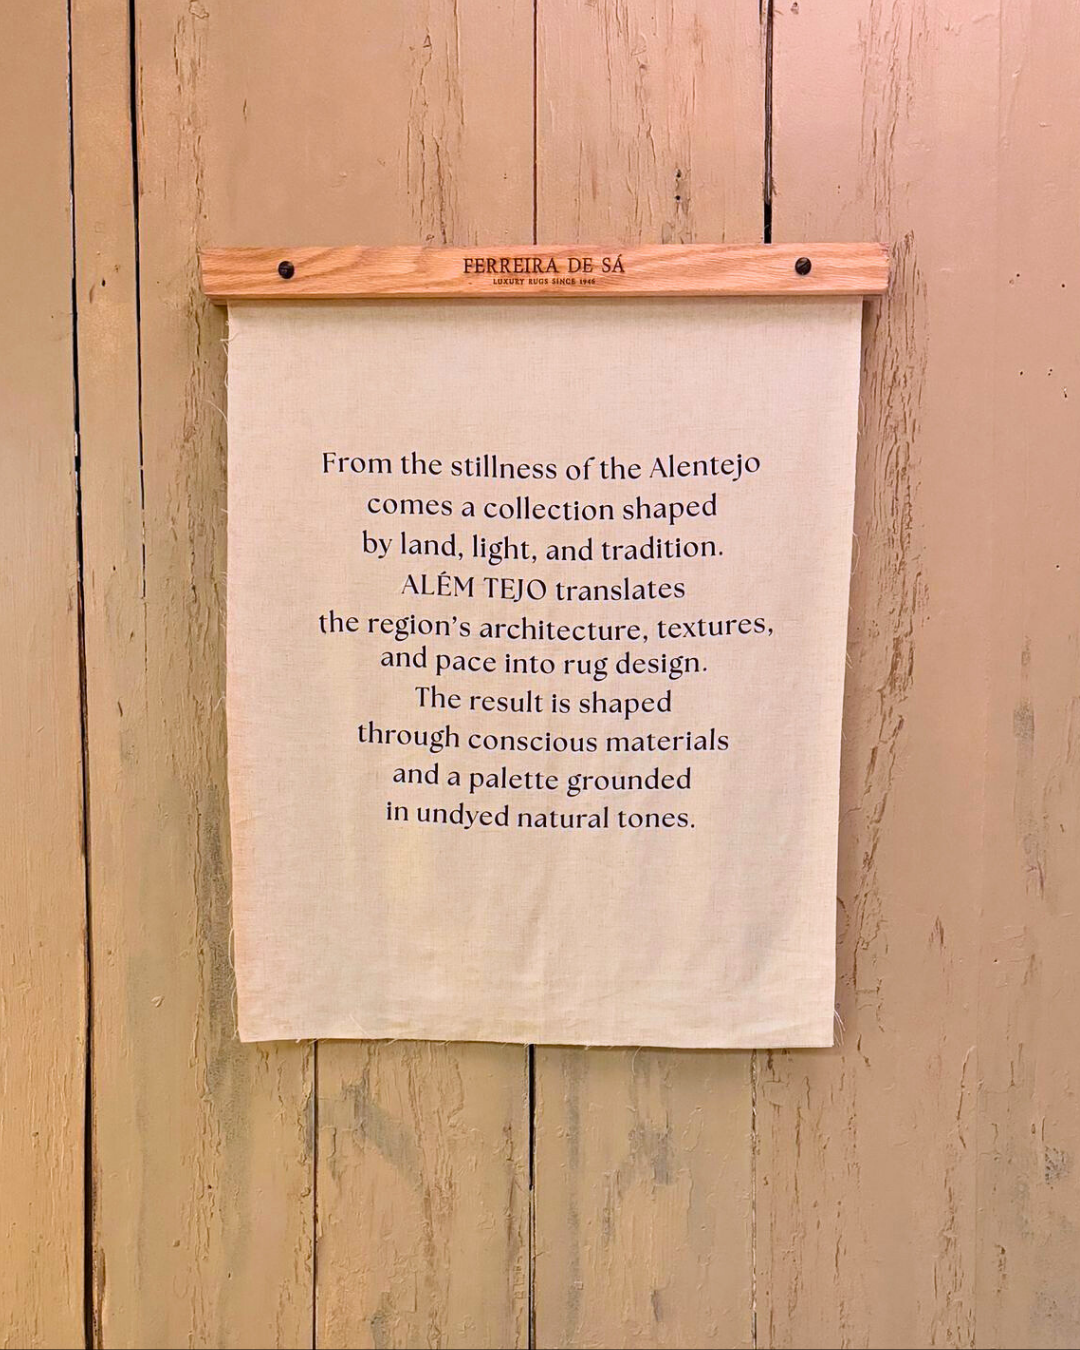 FERREIRA DE SÁ
LUXURY RUGS SINCE 1946
From the stillness of the Alentejo
comes a collection shaped
by land, light, and tradition.
ALÉM TEJO translates
the region's architecture, textures,
and pace into rug design.
The result is shaped
through conscious materials
and a palette grounded
in undyed natural tones.